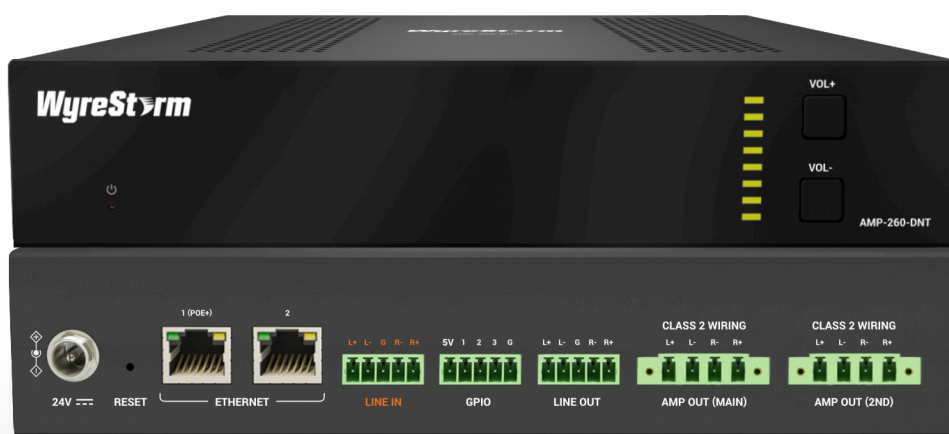 WyreStorm
WyreStorm
VOL+
VOL-
AMP-260-DNT
1 (POE+)
2
CLASS 2 WIRING
CLASS 2 WIRING
L+ L- G R- R+
5V 1 2 3 G
L+ L- G R- R+
L+ L- R- R+
L+ L- R- R+
24V
RESET
ETHERNET
LINE IN
GPIO
LINE OUT
AMP OUT (MAIN)
AMP OUT (2ND)